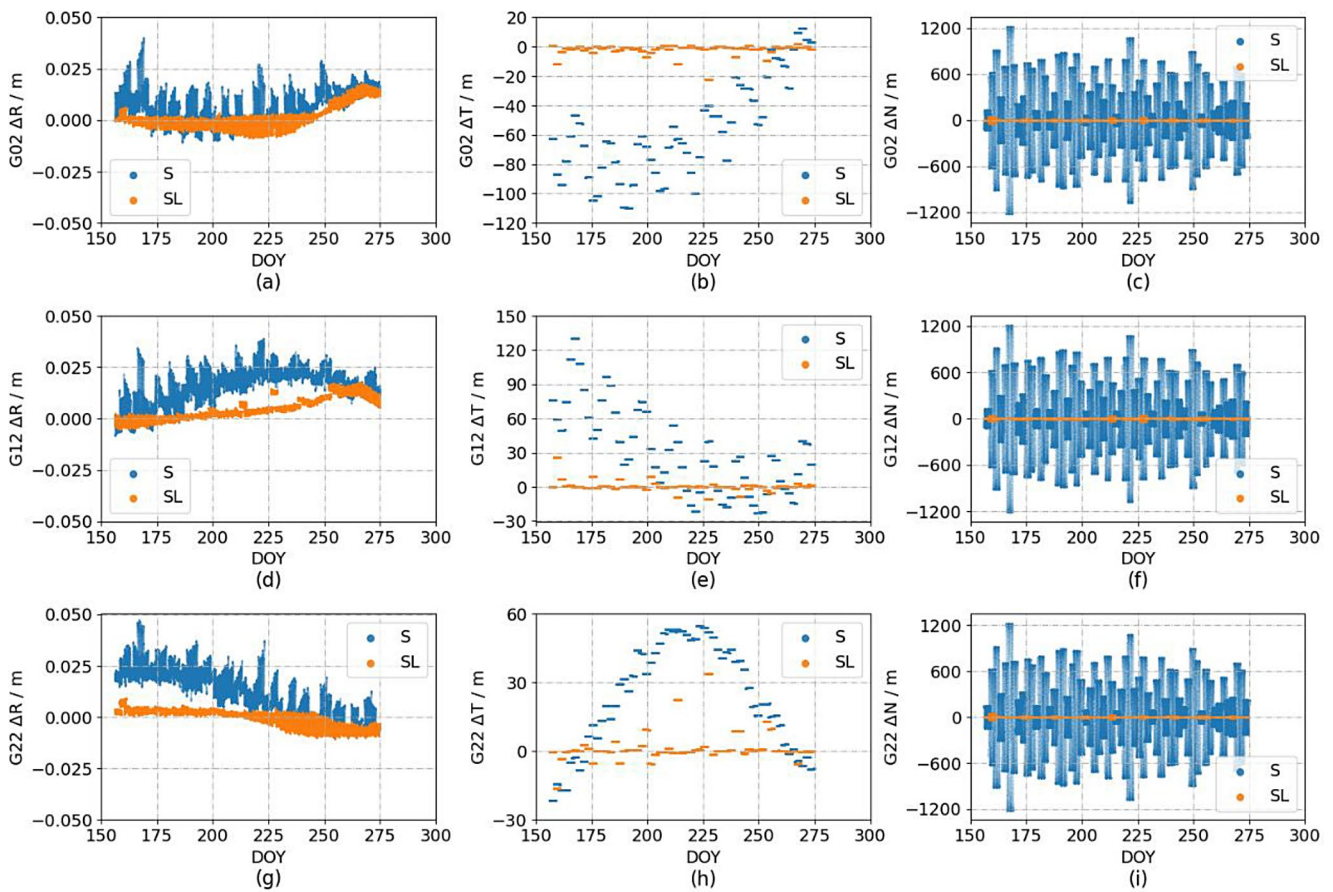 0.050
0.025
0.000
−0.025
−0.050
G02 ΔR / m
S
SL
150 175 200 225 250 275 300
DOY
(a)
20
0
−20
−40
−60
−80
−100
−120
G02 ΔT / m
S
SL
150 175 200 225 250 275 300
DOY
(b)
1200
600
0
−600
−1200
G02 ΔN / m
S
SL
150 175 200 225 250 275 300
DOY
(c)
0.050
0.025
0.000
−0.025
−0.050
G12 ΔR / m
S
SL
150 175 200 225 250 275 300
DOY
(d)
150
120
90
60
30
0
−30
G12 ΔT / m
S
SL
150 175 200 225 250 275 300
DOY
(e)
1200
600
0
−600
−1200
G12 ΔN / m
S
SL
150 175 200 225 250 275 300
DOY
(f)
0.050
0.025
0.000
−0.025
−0.050
G22 ΔR / m
S
SL
150 175 200 225 250 275 300
DOY
(g)
60
30
0
−30
G22 ΔT / m
S
SL
150 175 200 225 250 275 300
DOY
(h)
1200
600
0
−600
−1200
G22 ΔN / m
S
SL
150 175 200 225 250 275 300
DOY
(i)